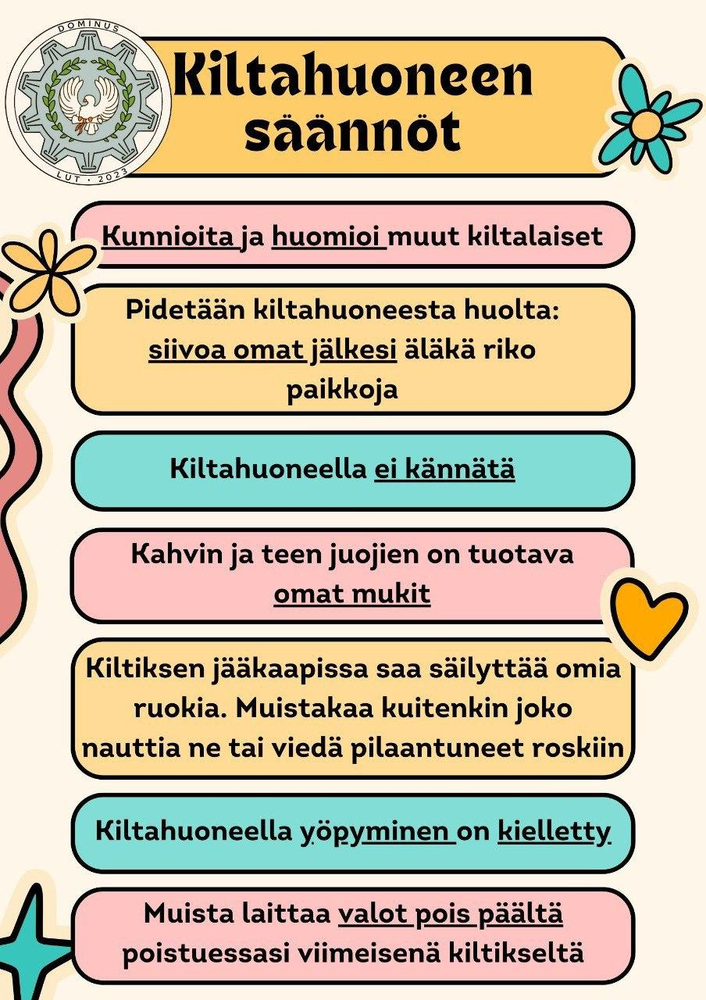 DOMINUS
LUT · 2023
Kiltahuoneen
säännöt
Kunnioita ja huomioi muut kiltalaiset
Pidetään kiltahuoneesta huolta:
siivoa omat jälkesi äläkä riko
paikkoja
Kiltahuoneella ei kännätä
Kahvin ja teen juojien on tuotava
omat mukit
Kiltiksen jääkaapissa saa säilyttää omia
ruokia. Muistakaa kuitenkin joko
nauttia ne tai viedä pilaantuneet roskiin
Kiltahuoneella yöpyminen on kielletty
Muista laittaa valot pois päältä
poistuessasi viimeisenä kiltikseltä